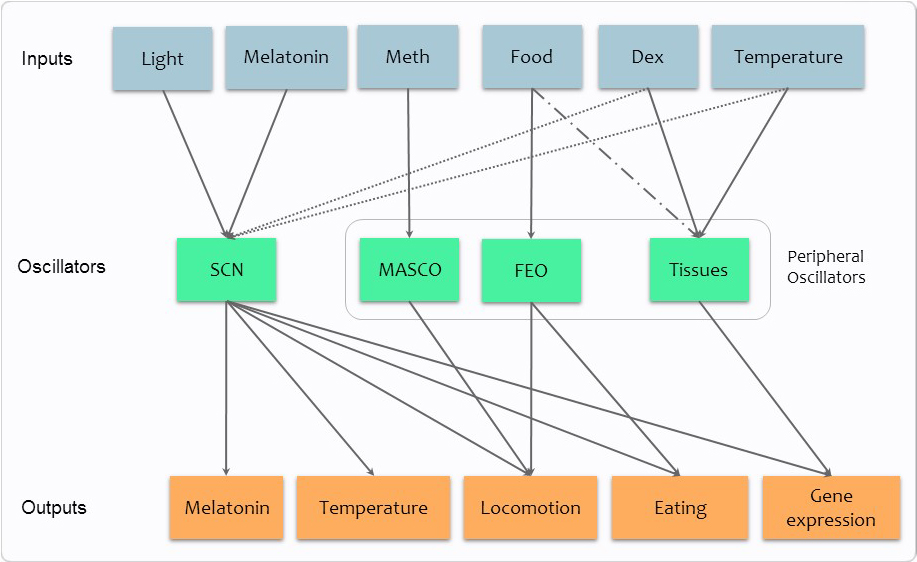 Inputs
Light
Melatonin
Meth
Food
Dex
Temperature
Oscillators
SCN
MASCO
FEO
Tissues
Peripheral
Oscillators
Outputs
Melatonin
Temperature
Locomotion
Eating
Gene
expression